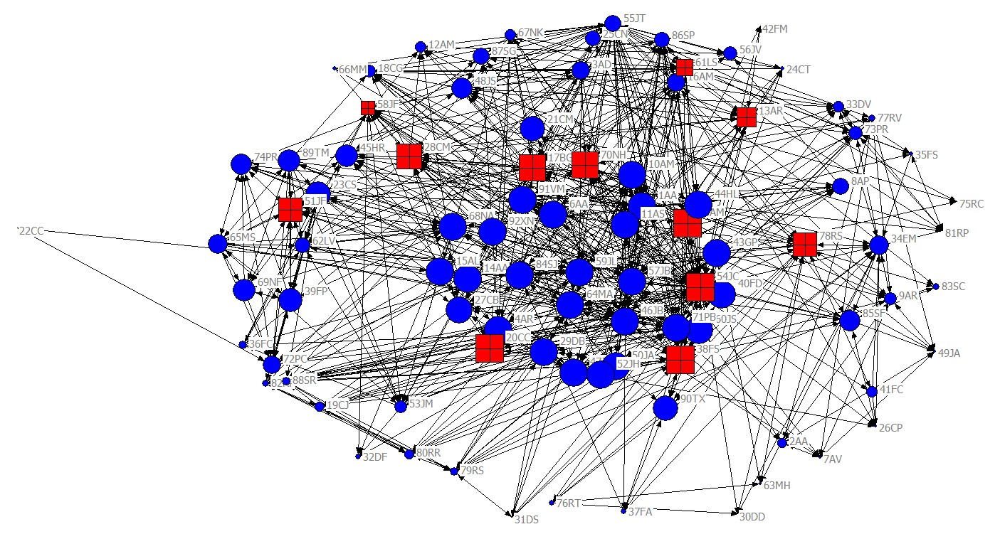 55JT
42FM
67NK
25CN
86SP
12AM
87SG
56JV
66MM
18CG
3AD
61LS
24CT
48JS
16AM
58JF
33DV
13AR
77RV
21CM
73PR
45HR
28CM
74PR
89TM
17BG
70NH
35FS
10AM
23CS
8AP
91VM
1AA
44HL
51JF
6AA
75RC
11AS
AM
68NA
92XN
22CC
81RP
62LV
43GP
78RS
34EM
65MS
15AL
14AA
84SJ
59JL
57JB
54JC
69NF
40FD
83SC
39FP
64MA
9AR
27CB
46JB
4AR
71PB
60JS
85SF
20CC
36FC
29DB
38FS
49JA
72PC
50JA
52JH
88SR
41FC
19CJ
53JM
90TX
26CP
2AA
32DF
80RR
7AV
79RS
63MH
76RT
37FA
31DS
30DD